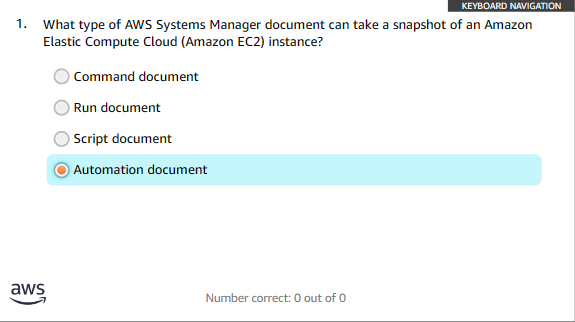 KEYBOARD NAVIGATION
1. What type of AWS Systems Manager document can take a snapshot of an Amazon
Elastic Compute Cloud (Amazon EC2) instance?
Command document
Run document
Script document
Automation document
aws
Number correct: 0 out of 0